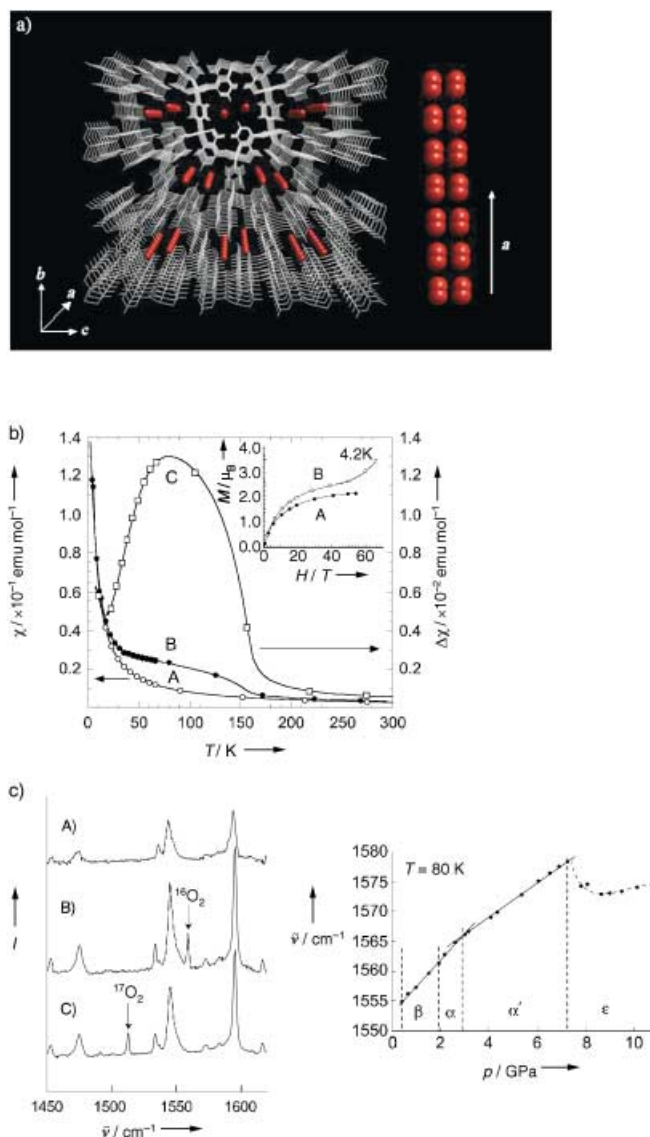 a)
b
a
c
a
b)
χ / ×10⁻¹ emu mol⁻¹
1.4
1.2
1.0
0.8
0.6
0.4
0.2
0 50 100 150 200 250 300
T / K
A
B
C
M / μB
4.0
3.0
2.0
1.0
0.0
0 20 40 60
H / T
4.2K
B
A
1.4
1.2
1.0
0.8
0.6
0.4
0.2
Δχ / ×10⁻² emu mol⁻¹
c)
I
A)
B)
¹⁶O₂
C)
¹⁷O₂
1450 1500 1550 1600
ν̃ / cm⁻¹
ν̃ / cm⁻¹
1580
1575
1570
1565
1560
1555
1550
T = 80 K
β α α′ ε
0 2 4 6 8 10
p / GPa